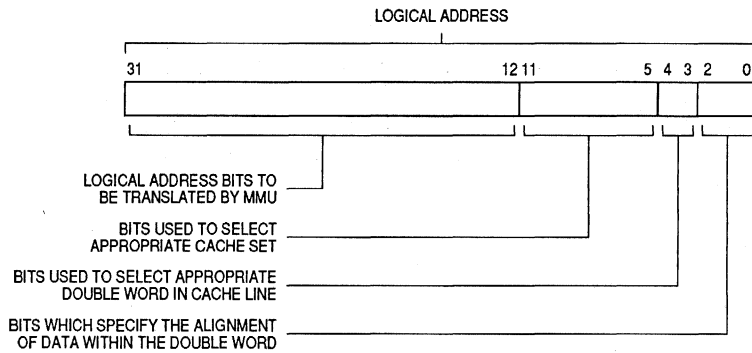 LOGICAL ADDRESS
31 12 11 5 4 3 2 0
LOGICAL ADDRESS BITS TO
BE TRANSLATED BY MMU
BITS USED TO SELECT
APPROPRIATE CACHE SET
BITS USED TO SELECT APPROPRIATE
DOUBLE WORD IN CACHE LINE
BITS WHICH SPECIFY THE ALIGNMENT
OF DATA WITHIN THE DOUBLE WORD